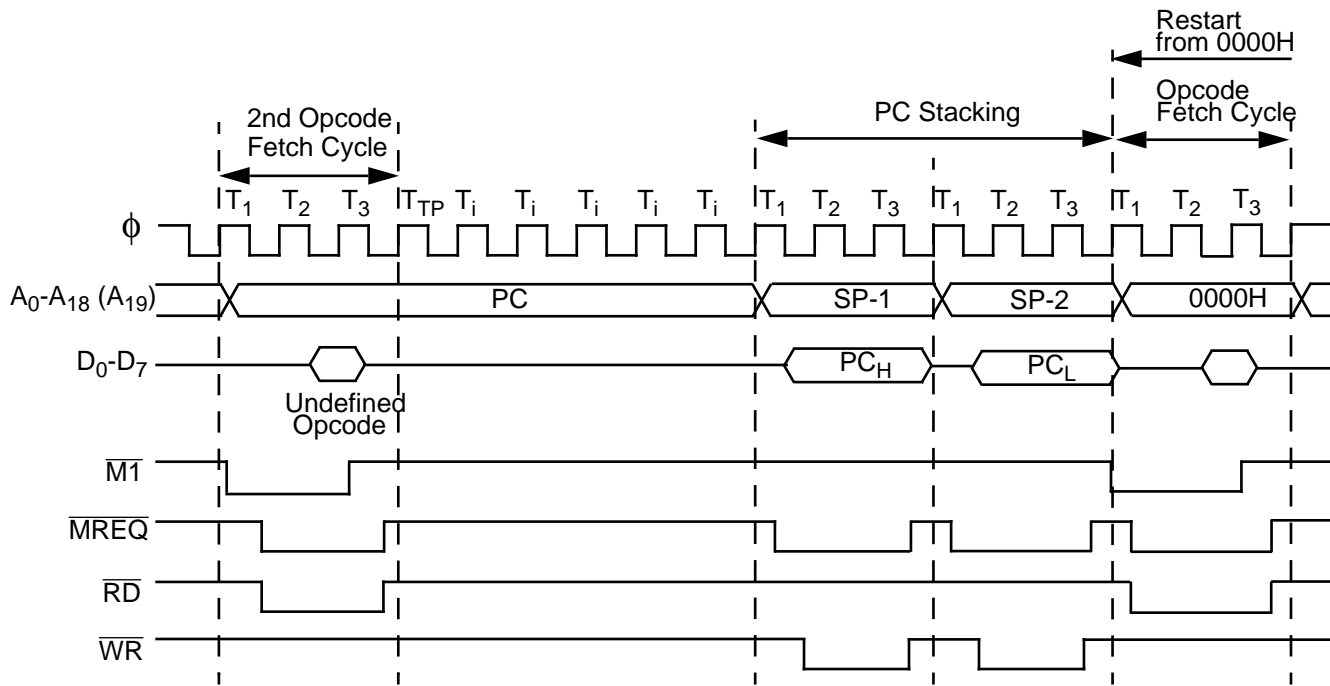 Restart
from 0000H
2nd Opcode
Fetch Cycle
PC Stacking
Opcode
Fetch Cycle
T1 T2 T3 TTP Ti Ti Ti Ti Ti T1 T2 T3 T1 T2 T3 T1 T2 T3
ϕ
A0-A18 (A19) PC SP-1 SP-2 0000H
D0-D7 PCH PCL
Undefined
Opcode
M1
MREQ
RD
WR